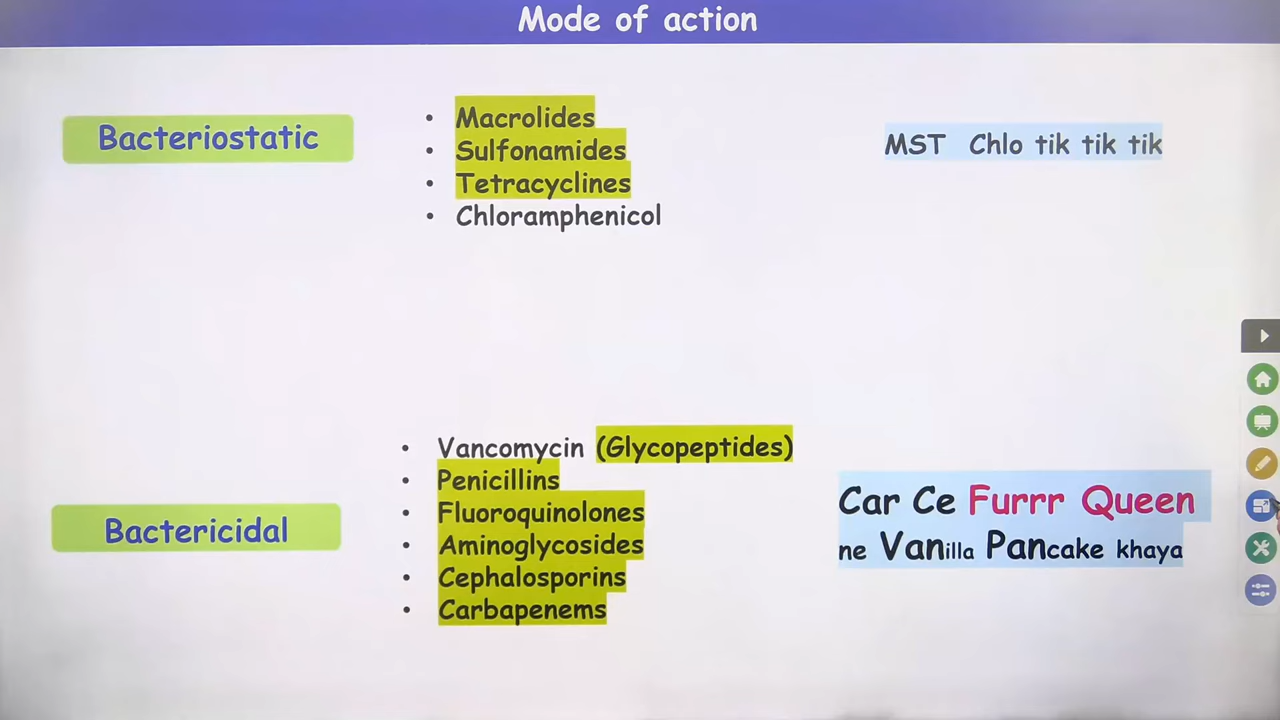 Mode of action
Bacteriostatic
• Macrolides
• Sulfonamides
• Tetracyclines
• Chloramphenicol
MST Chlo tik tik tik
Bactericidal
• Vancomycin (Glycopeptides)
• Penicillins
• Fluoroquinolones
• Aminoglycosides
• Cephalosporins
• Carbapenems
Car Ce Furrr Queen
ne Vanilla Pancake khaya